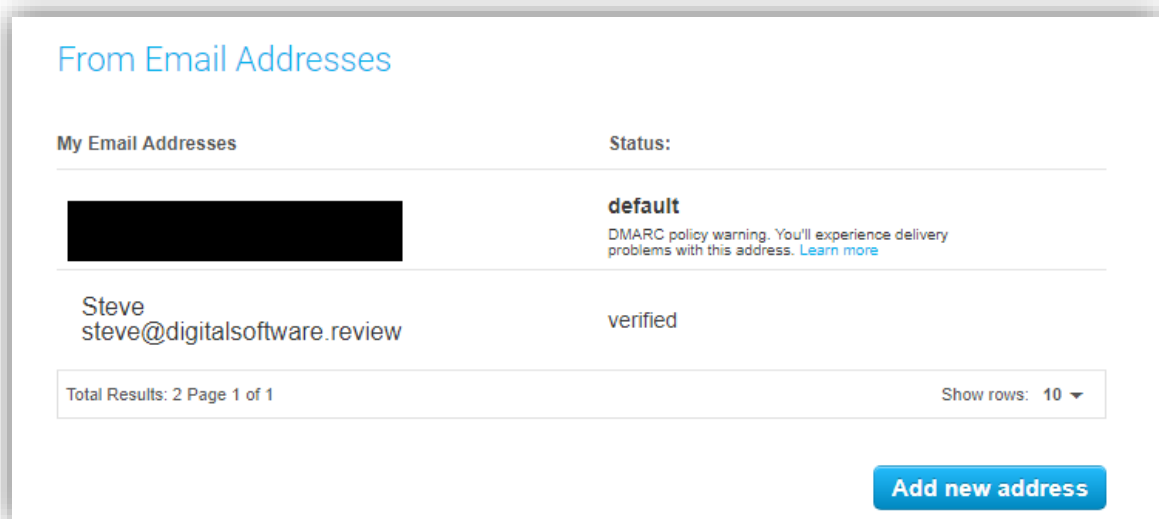 From Email Addresses
My Email Addresses Status:
default
DMARC policy warning. You'll experience delivery
problems with this address. Learn more
Steve
steve@digitalsoftware.review
verified
Total Results: 2 Page 1 of 1 Show rows: 10
Add new address